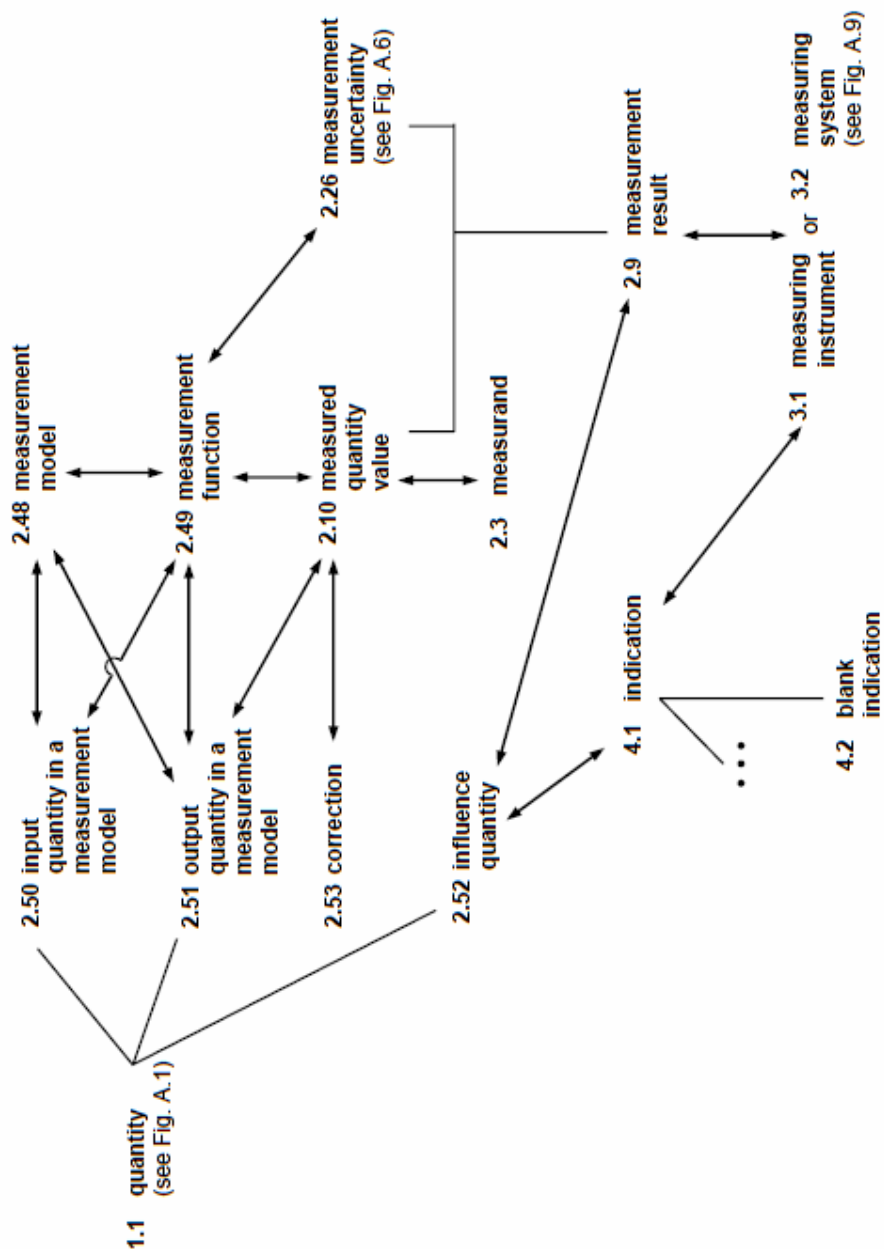 1.1 quantity
(see Fig. A.1)
2.50 input
quantity in a
measurement
model
2.51 output
quantity in a
measurement
model
2.53 correction
2.52 influence
quantity
2.48 measurement
model
2.49 measurement
function
2.10 measured
quantity
value
2.3 measurand
2.26 measurement
uncertainty
(see Fig. A.6)
2.9 measurement
result
4.1 indication
...
4.2 blank
indication
3.1 measuring
instrument
or
3.2 measuring
system
(see Fig. A.9)